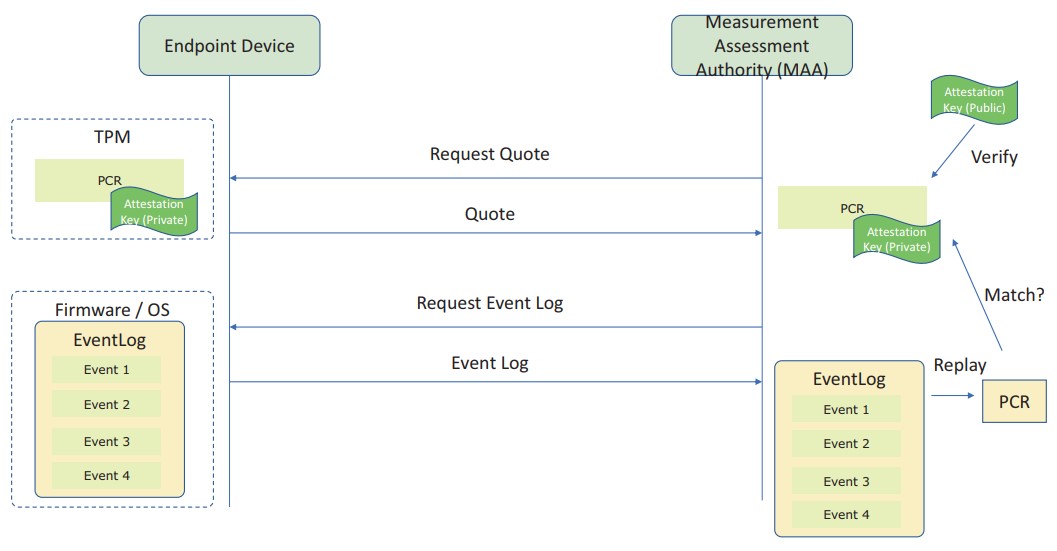 Endpoint Device
Measurement
Assessment
Authority (MAA)
Attestation
Key (Public)
Verify
TPM
PCR
Attestation
Key (Private)
Request Quote
Quote
PCR
Attestation
Key (Private)
Match?
Firmware / OS
EventLog
Event 1
Event 2
Event 3
Event 4
Request Event Log
Event Log
EventLog
Event 1
Event 2
Event 3
Event 4
Replay
PCR